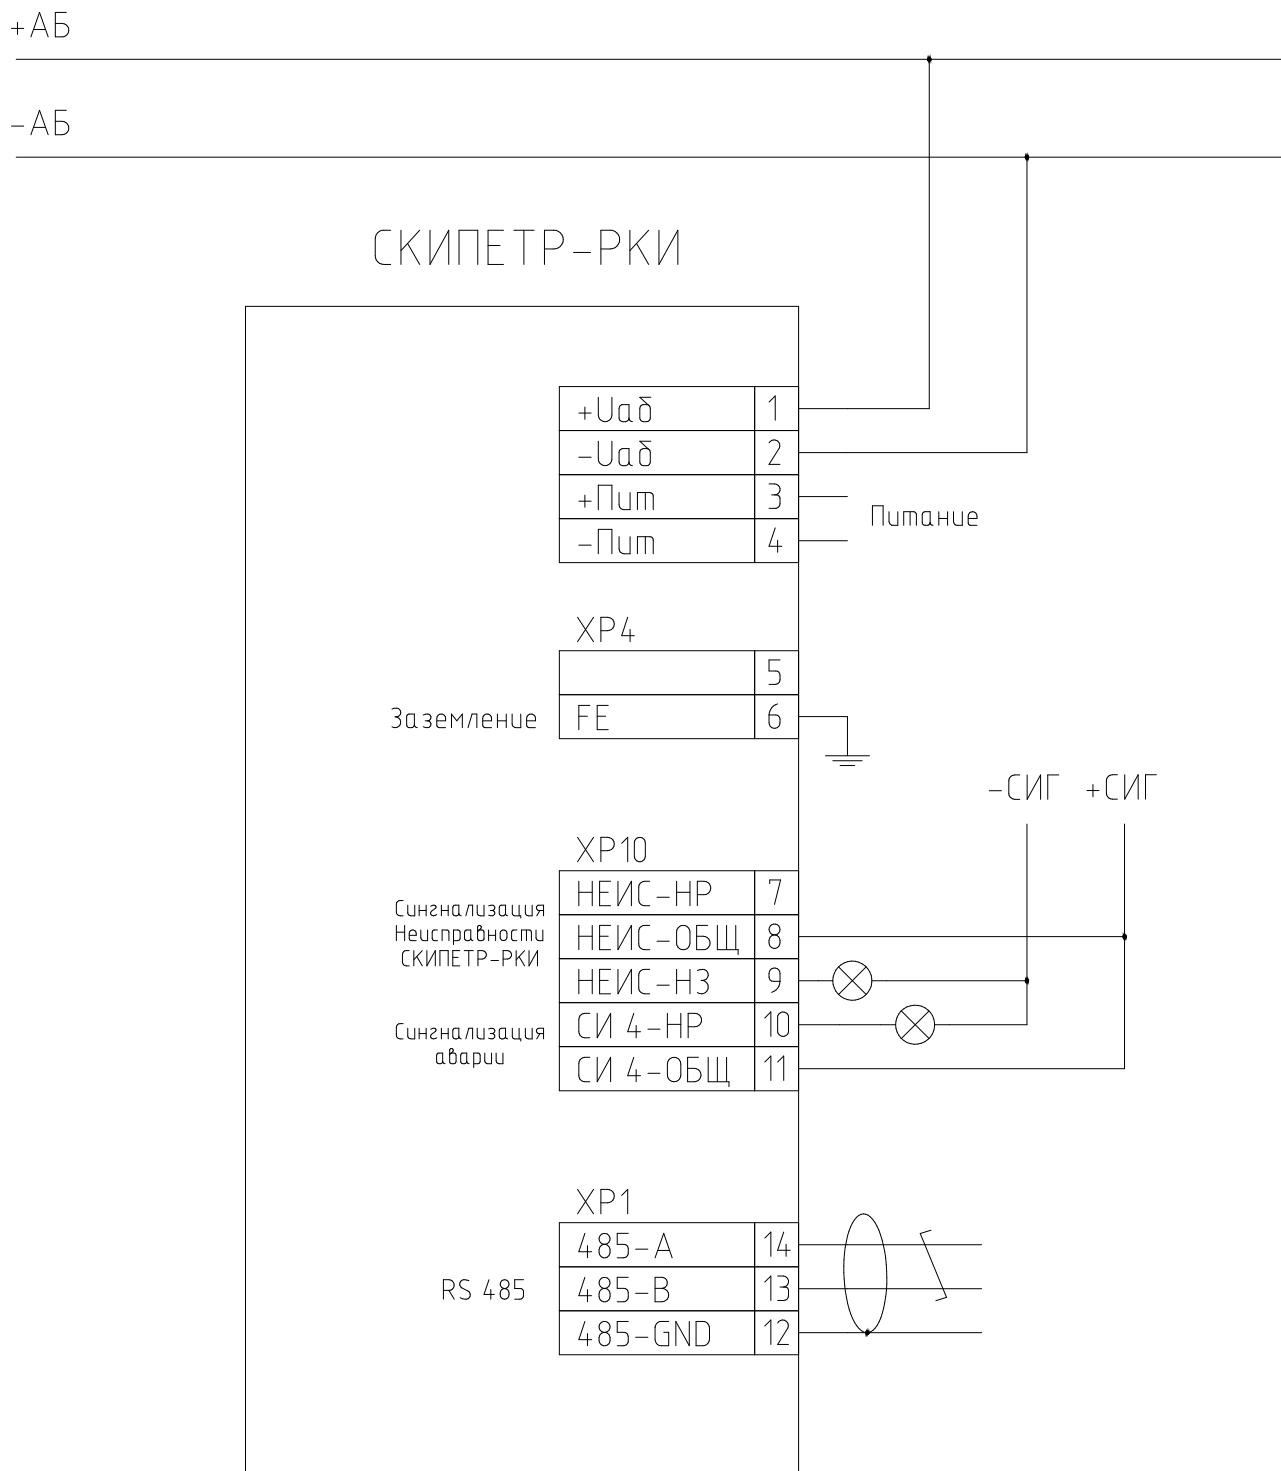 +АБ
-АБ
СКИПЕТР-РКИ
+Uаб 1
-Uаб 2
+Пит 3
-Пит 4
Питание
XP4
5
Заземление FE 6
-СИГ +СИГ
XP10
НЕИС-НР 7
Сингнализация
Неисправности
СКИПЕТР-РКИ
НЕИС-ОБЩ 8
НЕИС-НЗ 9
СИ 4-НР 10
Сингнализация
аварии
СИ 4-ОБЩ 11
XP1
485-A 14
RS 485 485-B 13
485-GND 12